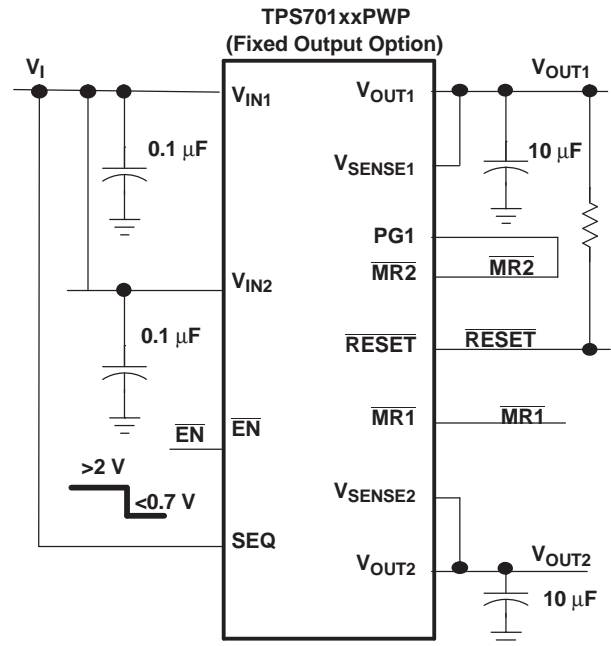 TPS701xxPWP
(Fixed Output Option)
VI
VOUT1
VIN1
VOUT1
0.1 μF
10 μF
VSENSE1
PG1
MR2
MR2
VIN2
0.1 μF
RESET
RESET
EN
EN
MR1
MR1
>2 V
<0.7 V
VSENSE2
SEQ
VOUT2
VOUT2
10 μF